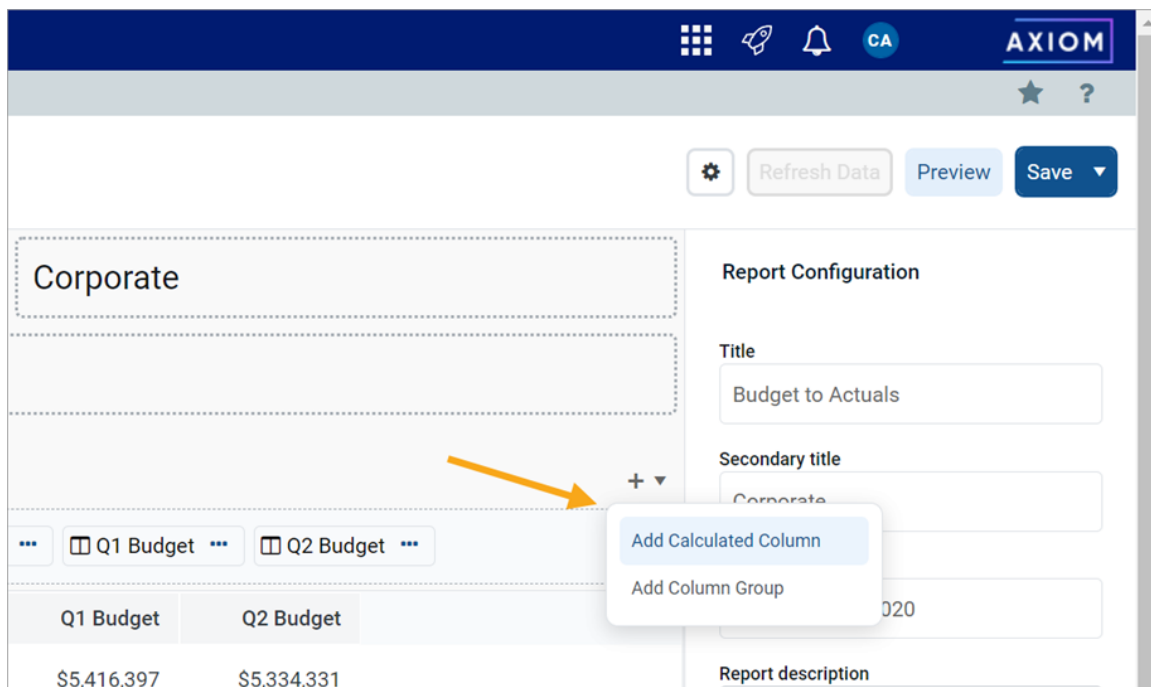 CA
AXIOM
?
Refresh Data
Preview
Save
Corporate
Report Configuration
Title
Budget to Actuals
Secondary title
Corporate
+
Add Calculated Column
... Q1 Budget ... Q2 Budget ...
Add Column Group
020
Q1 Budget Q2 Budget
Report description
$5,416,397 $5,334,331